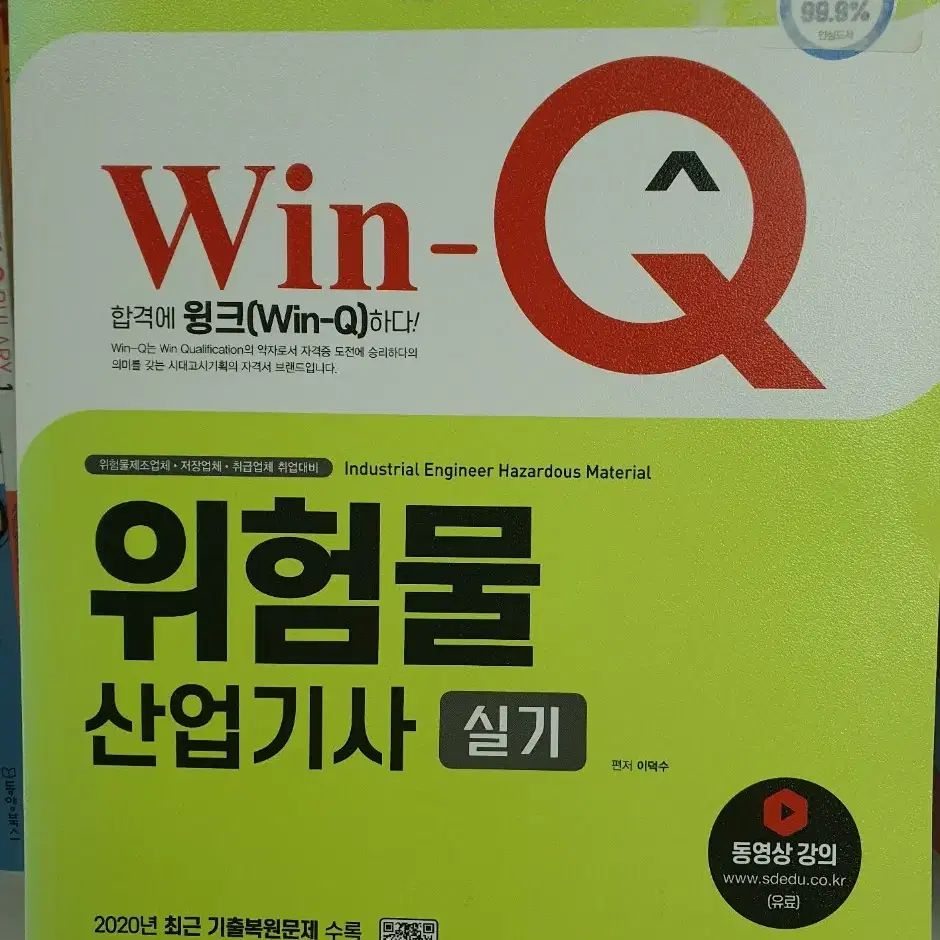 99.9%
안심도서
Win-Q
합격에 윙크(Win-Q)하다!
Win-Q는 Win Qualification의 약자로서 자격증 도전에 승리하다의
의미를 갖는 시대고시기획의 자격서 브랜드입니다.
위험물제조업체 • 저장업체 • 취급업체 취업대비
Industrial Engineer Hazardous Material
위험물
산업기사 실기
편저 이덕수
동영상 강의
www.sdedu.co.kr
(유료)
2020년 최근 기출복원문제 수록